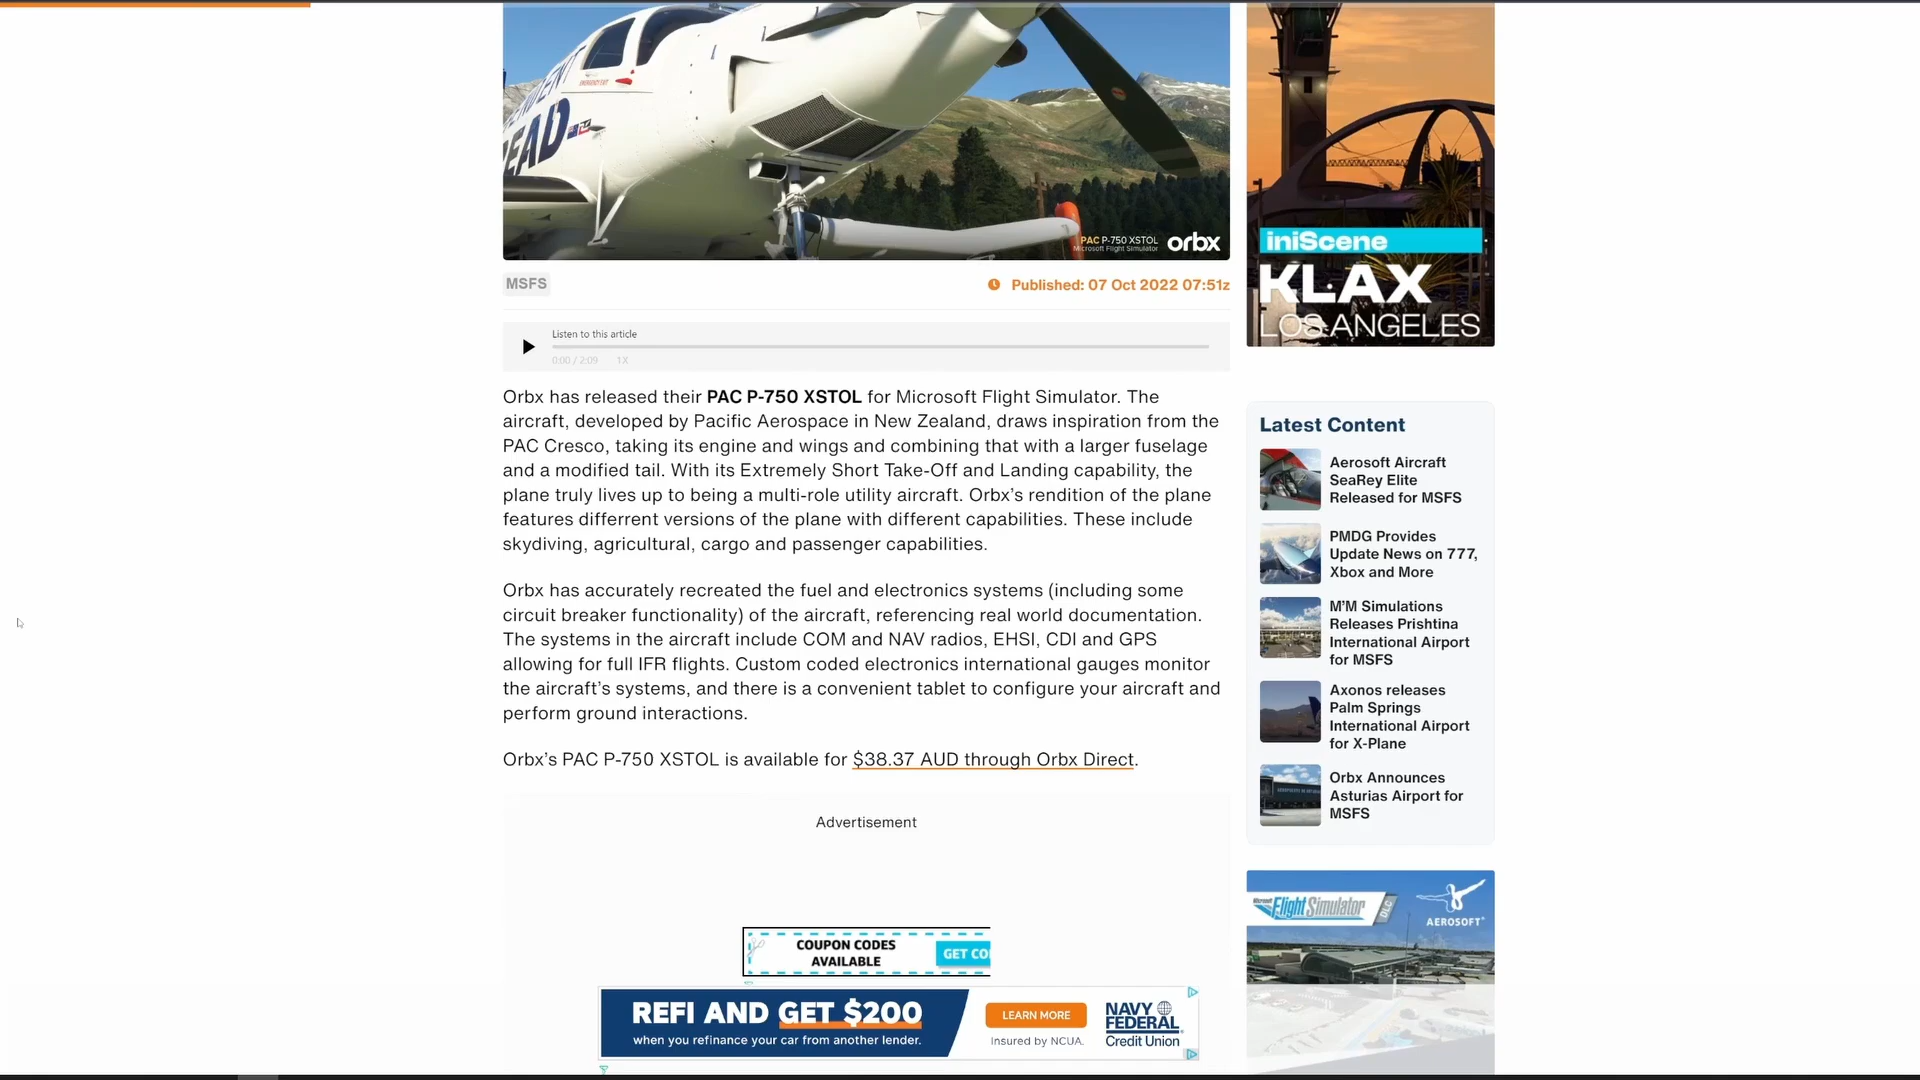 EAD
PAC P-750 XSTOL
Microsoft Flight Simulator
orbx
MSFS
Published: 07 Oct 2022 07:51z
Listen to this article
0:00 / 2:09 1X
Orbx has released their PAC P-750 XSTOL for Microsoft Flight Simulator. The
aircraft, developed by Pacific Aerospace in New Zealand, draws inspiration from the
PAC Cresco, taking its engine and wings and combining that with a larger fuselage
and a modified tail. With its Extremely Short Take-Off and Landing capability, the
plane truly lives up to being a multi-role utility aircraft. Orbx’s rendition of the plane
features differrent versions of the plane with different capabilities. These include
skydiving, agricultural, cargo and passenger capabilities.
Orbx has accurately recreated the fuel and electronics systems (including some
circuit breaker functionality) of the aircraft, referencing real world documentation.
The systems in the aircraft include COM and NAV radios, EHSI, CDI and GPS
allowing for full IFR flights. Custom coded electronics international gauges monitor
the aircraft’s systems, and there is a convenient tablet to configure your aircraft and
perform ground interactions.
Orbx’s PAC P-750 XSTOL is available for $38.37 AUD through Orbx Direct.
Advertisement
COUPON CODES
AVAILABLE
GET CO
REFI AND GET $200
when you refinance your car from another lender.
LEARN MORE
Insured by NCUA.
NAVY
FEDERAL
Credit Union
iniScene
KLAX
LOS ANGELES
Latest Content
Aerosoft Aircraft
SeaRey Elite
Released for MSFS
PMDG Provides
Update News on 777,
Xbox and More
M’M Simulations
Releases Prishtina
International Airport
for MSFS
Axonos releases
Palm Springs
International Airport
for X-Plane
Orbx Announces
Asturias Airport for
MSFS
Microsoft
Flight Simulator
DLC
AEROSOFT